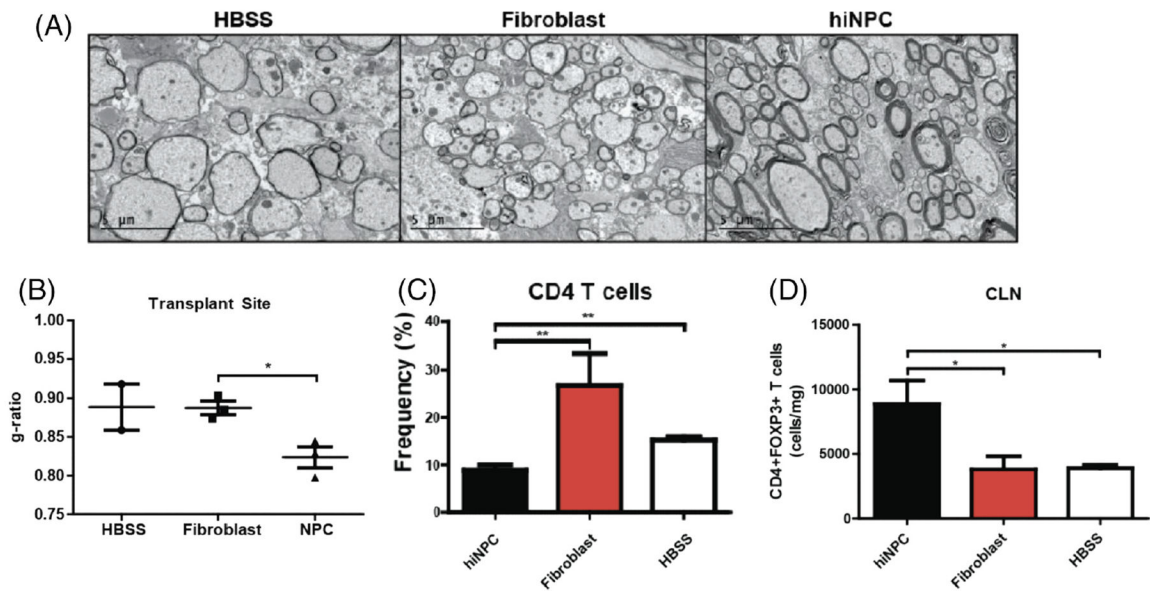 (A)
HBSS
Fibroblast
hiNPC
5 µm
5 µm
5 µm
(B)
Transplant Site
g-ratio
1.00
0.95
0.90
0.85
0.80
0.75
*
HBSS
Fibroblast
NPC
(C)
CD4 T cells
Frequency (%)
40
30
20
10
0
**
**
hiNPC
Fibroblast
HBSS
(D)
CLN
CD4+FOXP3+ T cells
(cells/mg)
15000
10000
5000
0
*
*
hiNPC
Fibroblast
HBSS